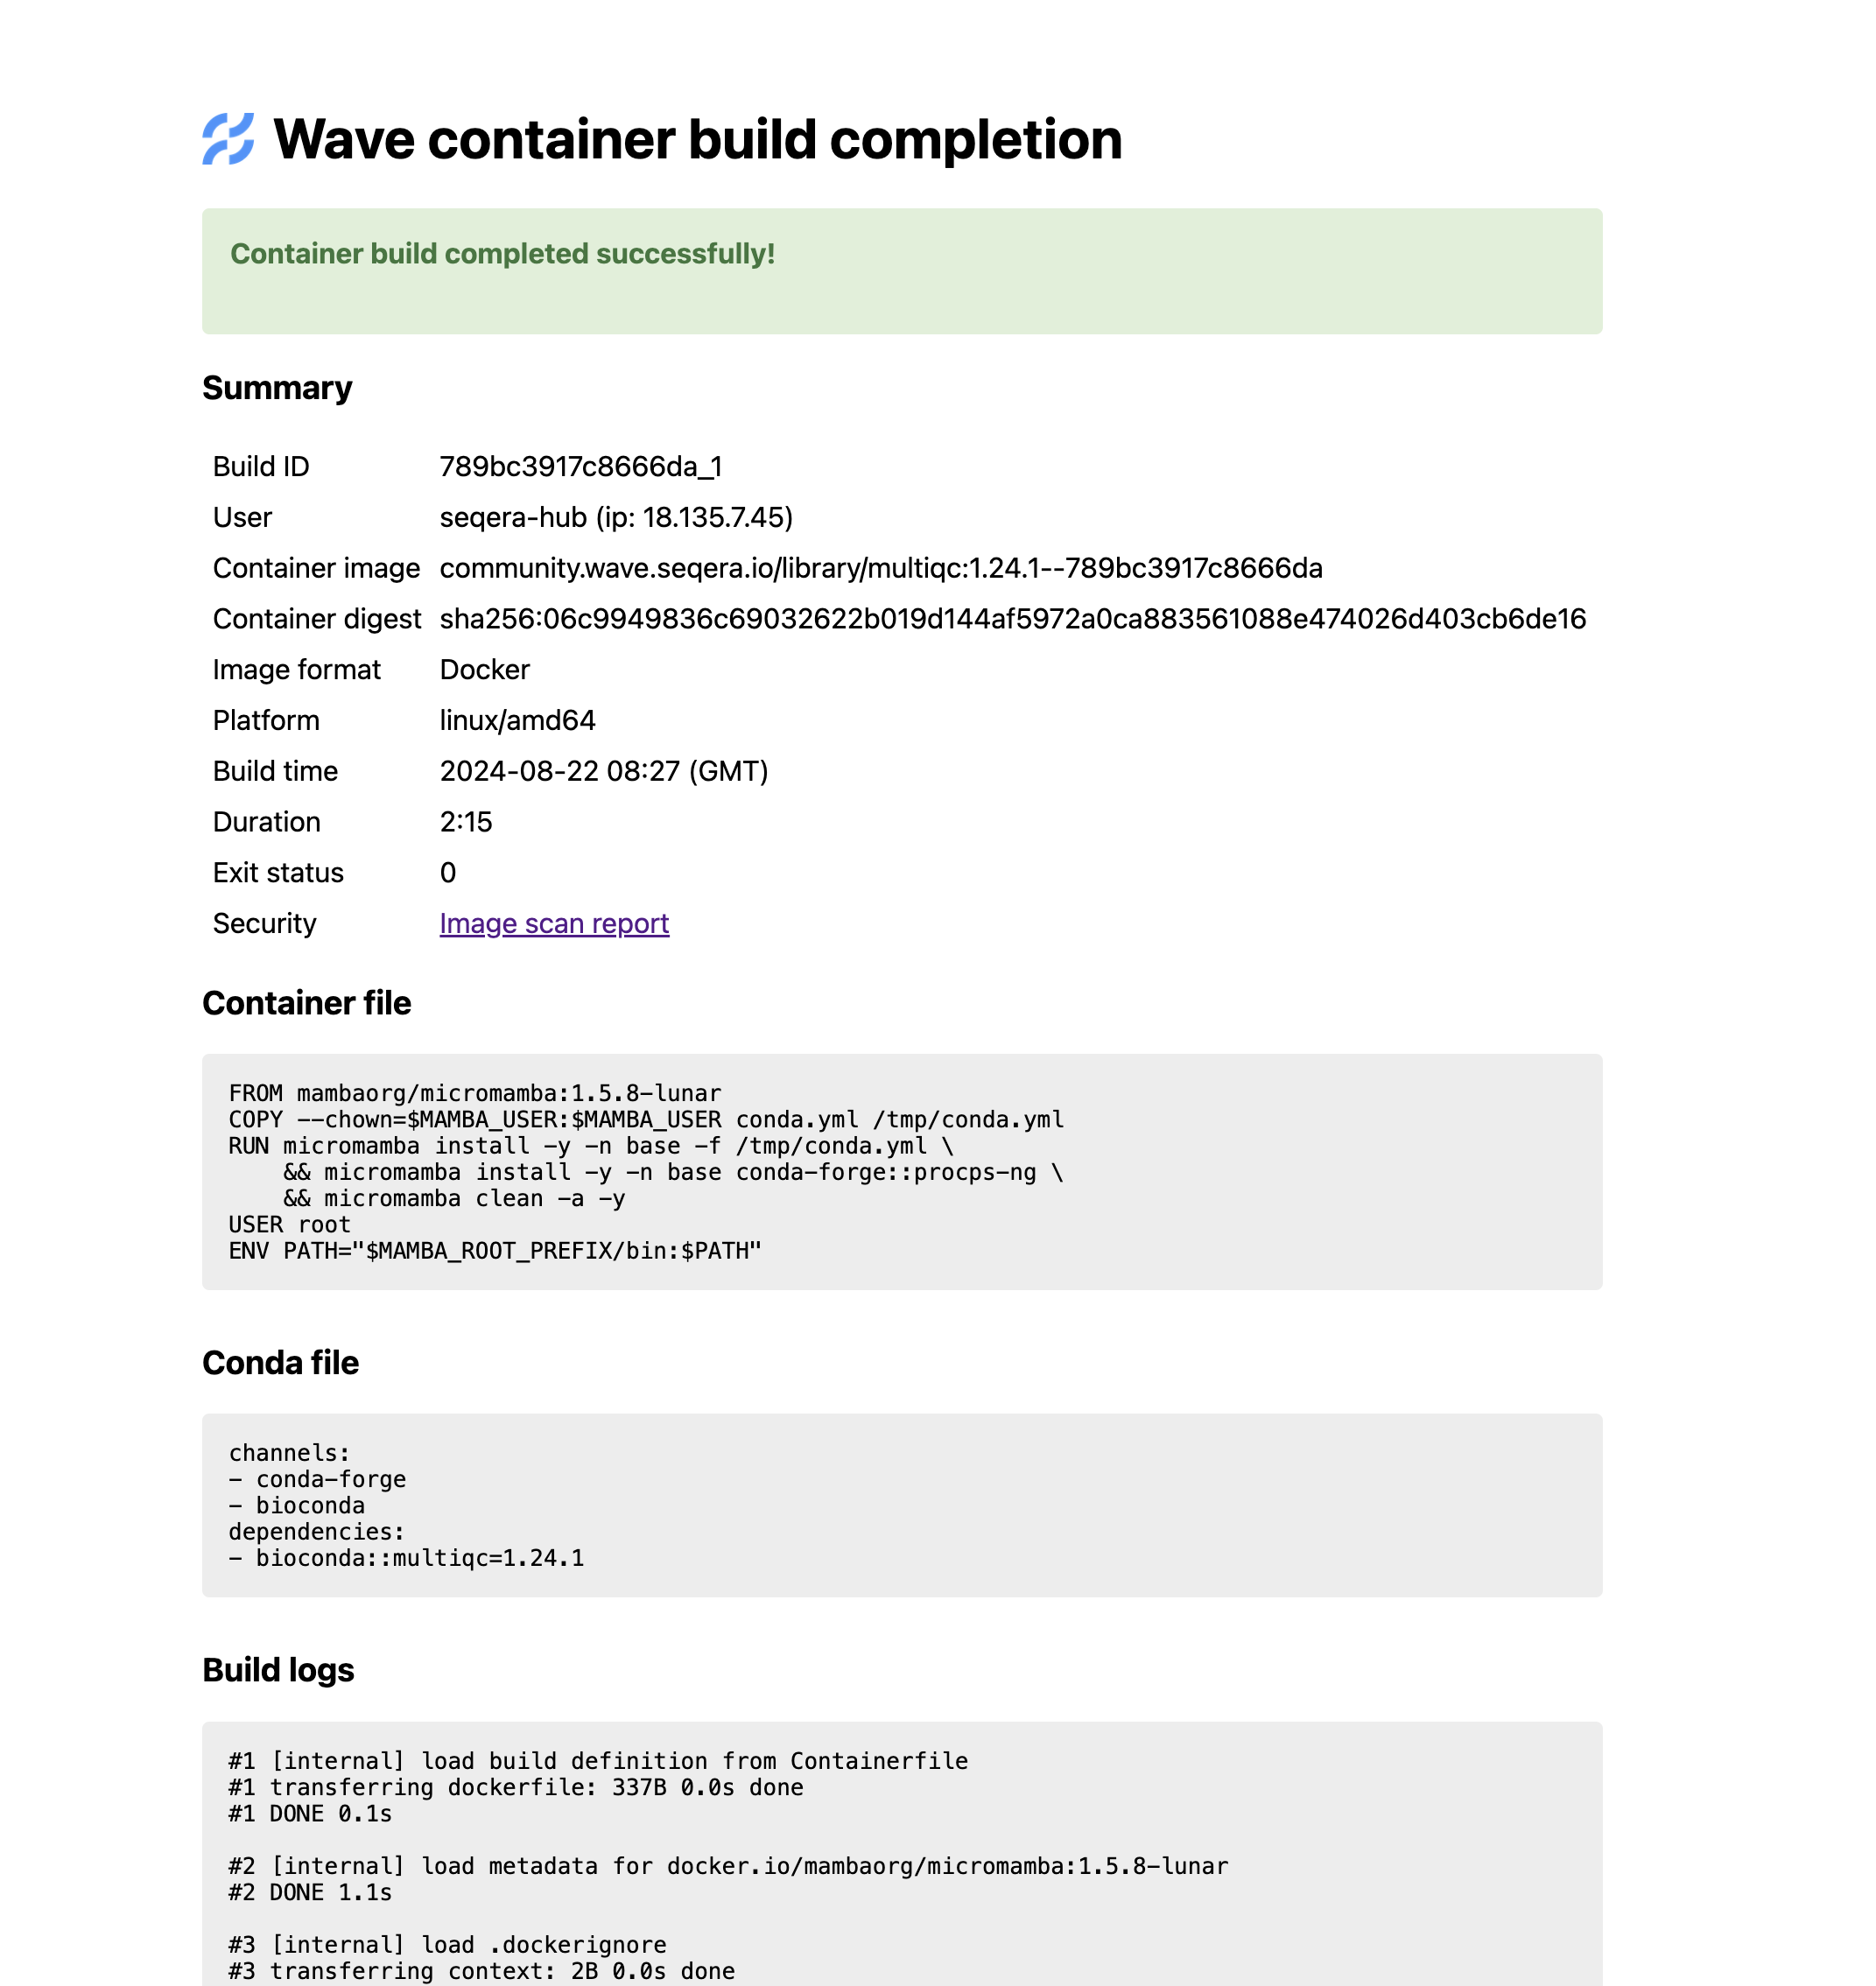 Wave container build completion
Container build completed successfully!
Summary
Build ID 789bc3917c8666da_1
User seqera-hub (ip: 18.135.7.45)
Container image community.wave.seqera.io/library/multiqc:1.24.1--789bc3917c8666da
Container digest sha256:06c9949836c69032622b019d144af5972a0ca883561088e474026d403cb6de16
Image format Docker
Platform linux/amd64
Build time 2024-08-22 08:27 (GMT)
Duration 2:15
Exit status 0
Security Image scan report
Container file
FROM mambaorg/micromamba:1.5.8-lunar
COPY --chown=$MAMBA_USER:$MAMBA_USER conda.yml /tmp/conda.yml
RUN micromamba install -y -n base -f /tmp/conda.yml \
    && micromamba install -y -n base conda-forge::procps-ng \
    && micromamba clean -a -y
USER root
ENV PATH="$MAMBA_ROOT_PREFIX/bin:$PATH"
Conda file
channels:
- conda-forge
- bioconda
dependencies:
- bioconda::multiqc=1.24.1
Build logs
#1 [internal] load build definition from Containerfile
#1 transferring dockerfile: 337B 0.0s done
#1 DONE 0.1s
#2 [internal] load metadata for docker.io/mambaorg/micromamba:1.5.8-lunar
#2 DONE 1.1s
#3 [internal] load .dockerignore
#3 transferring context: 2B 0.0s done